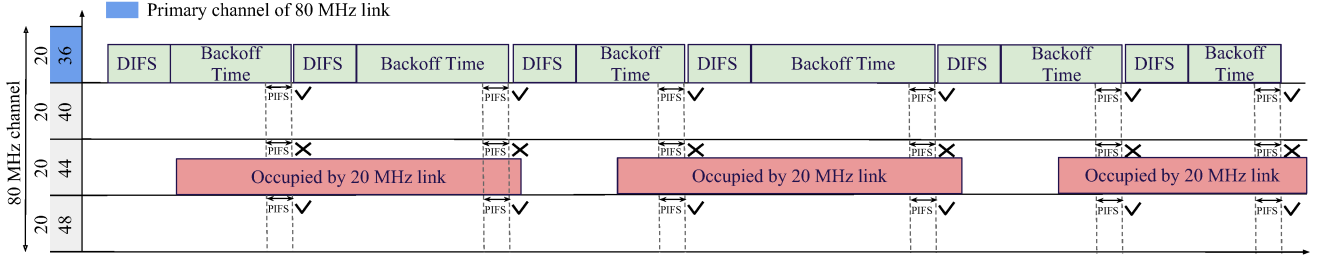 Primary channel of 80 MHz link
80 MHz channel
20
36
DIFS
Backoff
Time
DIFS
Backoff Time
DIFS
Backoff
Time
DIFS
Backoff Time
DIFS
Backoff
Time
DIFS
Backoff
Time
20
40
PIFS
PIFS
PIFS
PIFS
PIFS
PIFS
20
44
PIFS
PIFS
PIFS
PIFS
PIFS
PIFS
Occupied by 20 MHz link
Occupied by 20 MHz link
Occupied by 20 MHz link
20
48
PIFS
PIFS
PIFS
PIFS
PIFS
PIFS